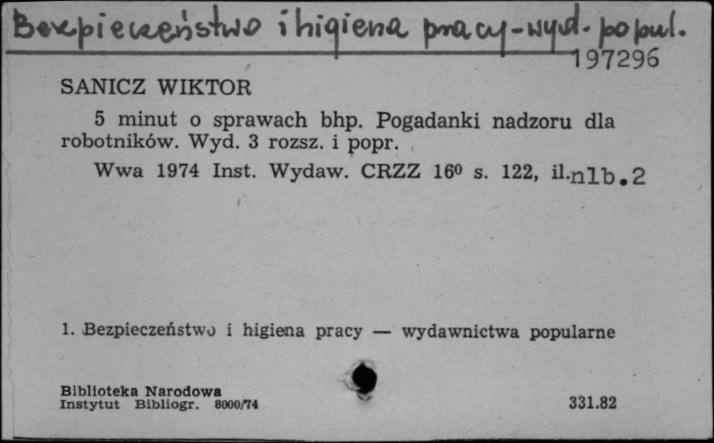 Bezpieczeństwo i higiena pracy-wyd. popul.
197296
SANICZ WIKTOR
5 minut o sprawach bhp. Pogadanki nadzoru dla
robotników. Wyd. 3 rozsz. i popr.
Wwa 1974 Inst. Wydaw. CRZZ 16⁰ s. 122, il.nlb.2
1. Bezpieczeństwo i higiena pracy — wydawnictwa popularne
Biblioteka Narodowa
Instytut Bibliogr. 8000/74 331.82